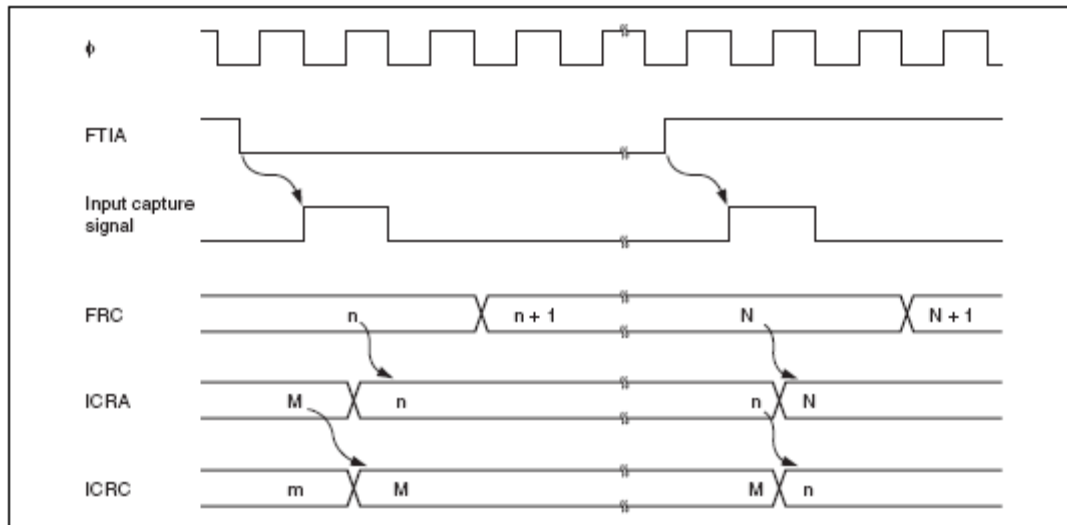 ϕ
FTIA
Input capture
signal
FRC n n + 1 N N + 1
ICRA M n n N
ICRC m M M n